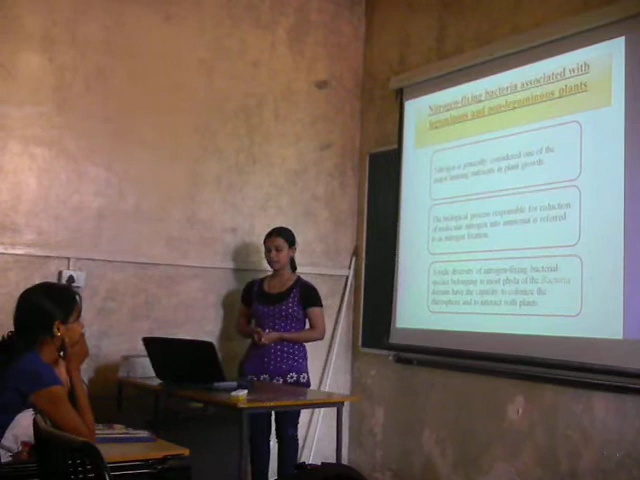 Nitrogen-fixing bacteria associated with
leguminous and non-leguminous plants
Nitrogen is generally considered one of the
major limiting nutrients in plant growth
The biological process responsible for reduction
of molecular nitrogen into ammonia is referred
to as nitrogen fixation.
A wide diversity of nitrogen-fixing bacterial
species belonging to most phyla of the Bacteria
domain have the capacity to colonize the
rhizosphere and to interact with plants.